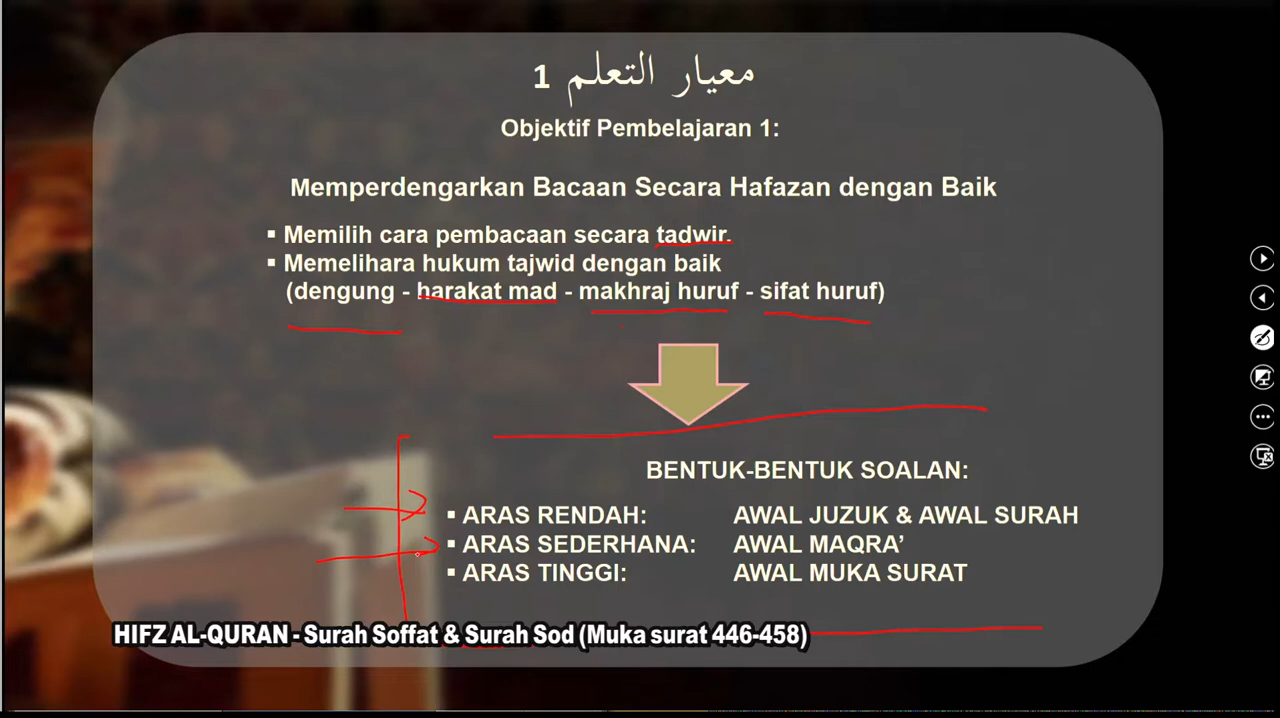 معيار التعلم 1
Objektif Pembelajaran 1:
Memperdengarkan Bacaan Secara Hafazan dengan Baik
▪ Memilih cara pembacaan secara tadwir.
▪ Memelihara hukum tajwid dengan baik
(dengung - harakat mad - makhraj huruf - sifat huruf)
BENTUK-BENTUK SOALAN:
▪ ARAS RENDAH: AWAL JUZUK & AWAL SURAH
▪ ARAS SEDERHANA: AWAL MAQRA’
▪ ARAS TINGGI: AWAL MUKA SURAT
HIFZ AL-QURAN - Surah Soffat & Surah Sod (Muka surat 446-458)